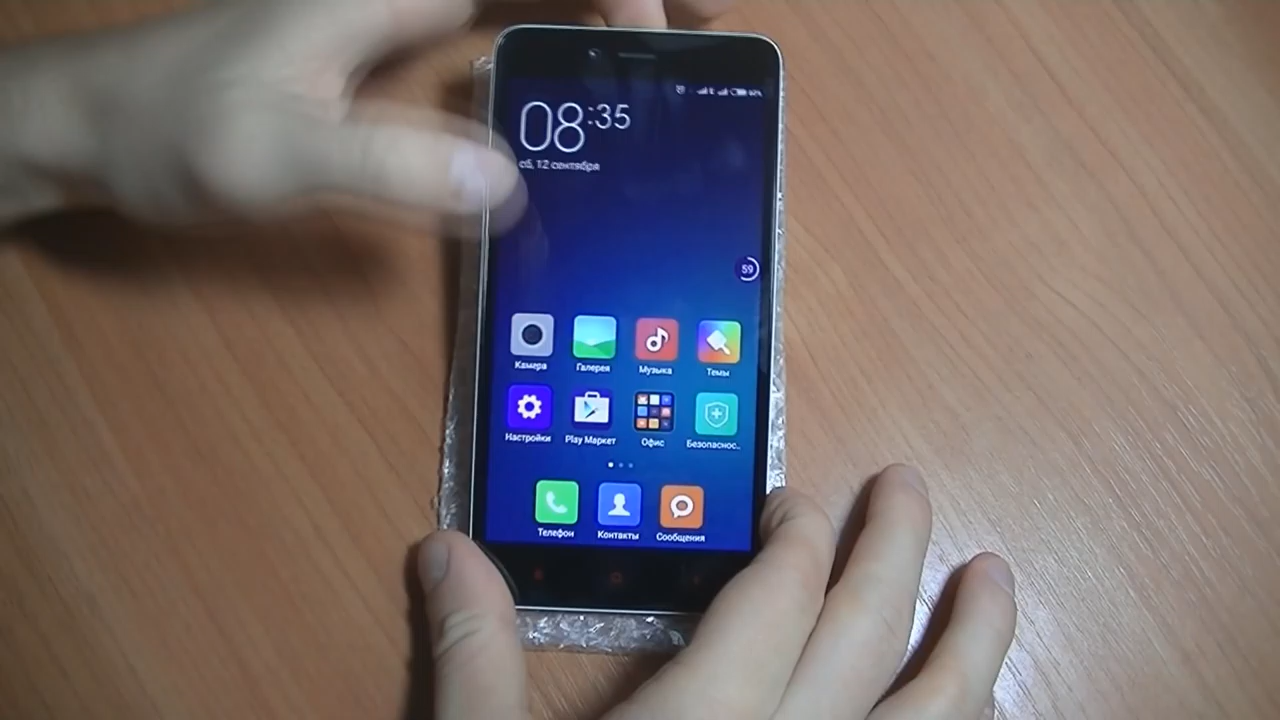 08:35
сб, 12 сентября
59
Камера
Галерея
Музыка
Темы
Настройки
Play Маркет
Офис
Безопаснос..
Телефон
Контакты
Сообщения